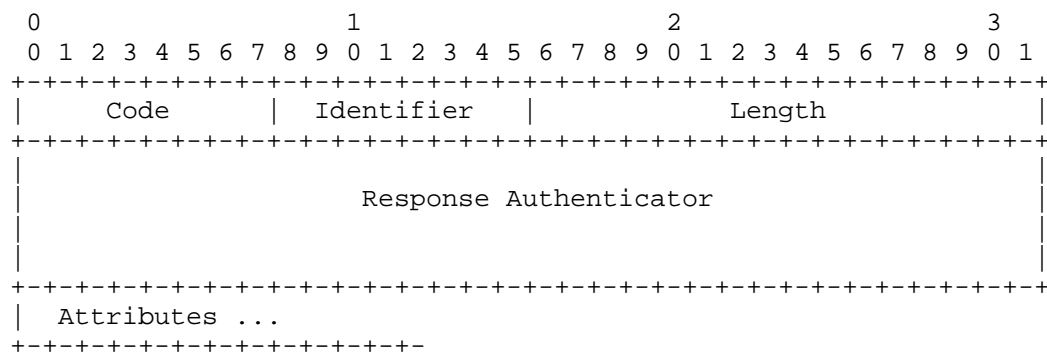 0                   1                   2                   3
 0 1 2 3 4 5 6 7 8 9 0 1 2 3 4 5 6 7 8 9 0 1 2 3 4 5 6 7 8 9 0 1
+-+-+-+-+-+-+-+-+-+-+-+-+-+-+-+-+-+-+-+-+-+-+-+-+-+-+-+-+-+-+-+-+
|     Code      |  Identifier   |            Length             |
+-+-+-+-+-+-+-+-+-+-+-+-+-+-+-+-+-+-+-+-+-+-+-+-+-+-+-+-+-+-+-+-+
|                                                               |
|                     Response Authenticator                    |
|                                                               |
|                                                               |
+-+-+-+-+-+-+-+-+-+-+-+-+-+-+-+-+-+-+-+-+-+-+-+-+-+-+-+-+-+-+-+-+
|  Attributes ...
+-+-+-+-+-+-+-+-+-+-+-+-+-